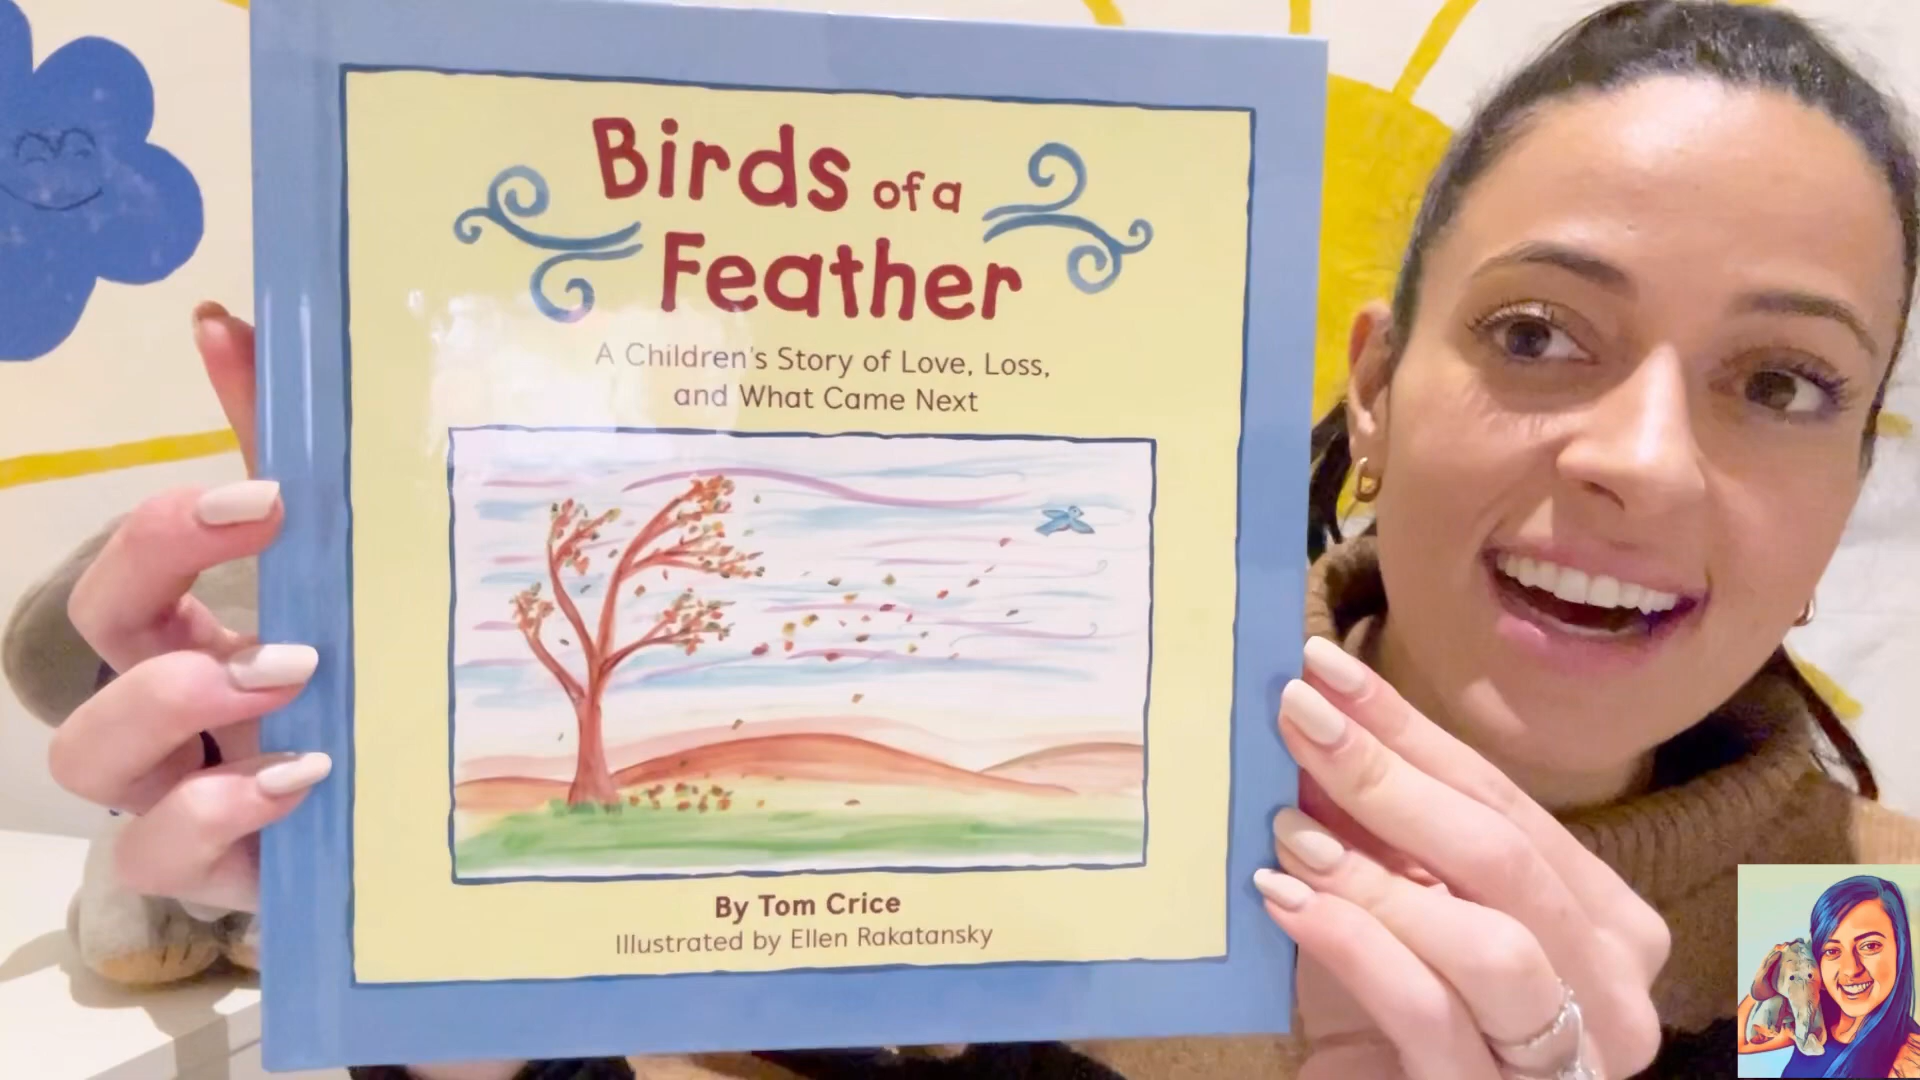 Birds of a
Feather
A Children's Story of Love, Loss,
and What Came Next
By Tom Crice
Illustrated by Ellen Rakatansky